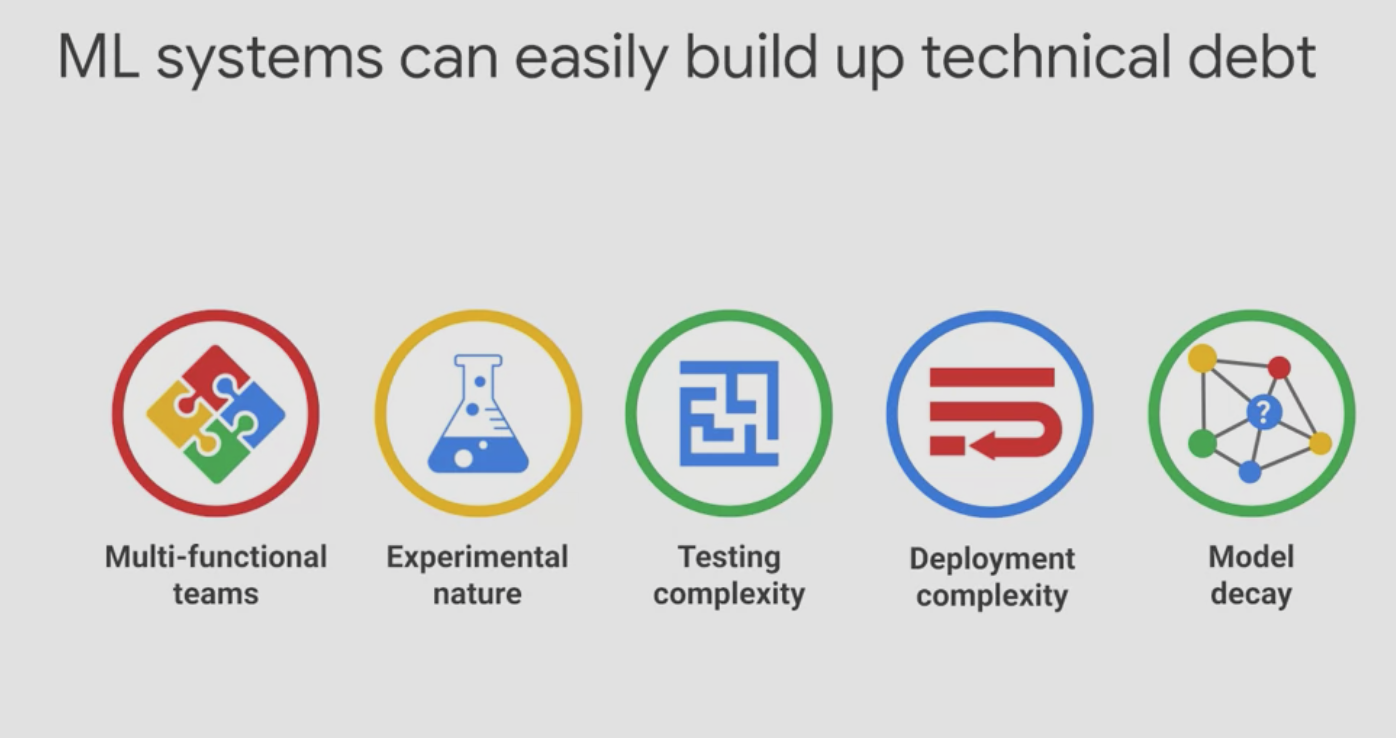 ML systems can easily build up technical debt
?
Multi-functional
teams
Experimental
nature
Testing
complexity
Deployment
complexity
Model
decay